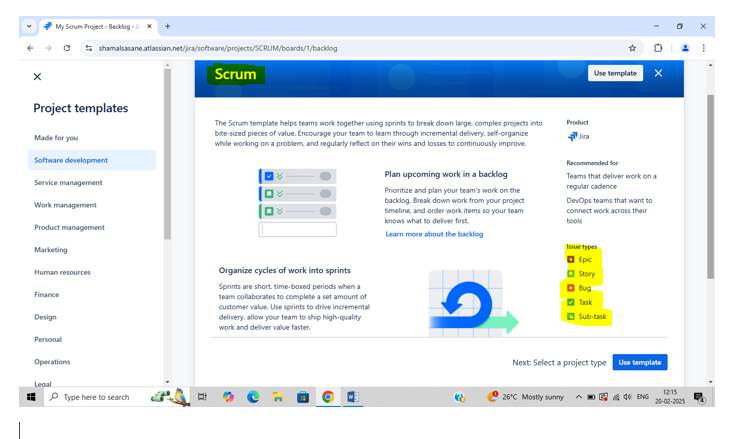 My Scrum Project - Backlog - Ji
shamalsasane.atlassian.net/jira/software/projects/SCRUM/boards/1/backlog
Project templates
Made for you
Software development
Service management
Work management
Product management
Marketing
Human resources
Finance
Design
Personal
Operations
Legal
Scrum
Use template
The Scrum template helps teams work together using sprints to break down large, complex projects into
bite-sized pieces of value. Encourage your team to learn through incremental delivery, self-organize
while working on a problem, and regularly reflect on their wins and losses to continuously improve.
Plan upcoming work in a backlog
Prioritize and plan your team's work on the
backlog. Break down work from your project
timeline, and order work items so your team
knows what to deliver first.
Learn more about the backlog
Organize cycles of work into sprints
Sprints are short, time-boxed periods when a
team collaborates to complete a set amount of
customer value. Use sprints to drive incremental
delivery, allow your team to ship high-quality
work and deliver value faster.
Product
Jira
Recommended for
Teams that deliver work on a
regular cadence
DevOps teams that want to
connect work across their
tools
Issue types
Epic
Story
Bug
Task
Sub-task
Next: Select a project type
Use template
Type here to search
26°C Mostly sunny
ENG
12:15
20-02-2025